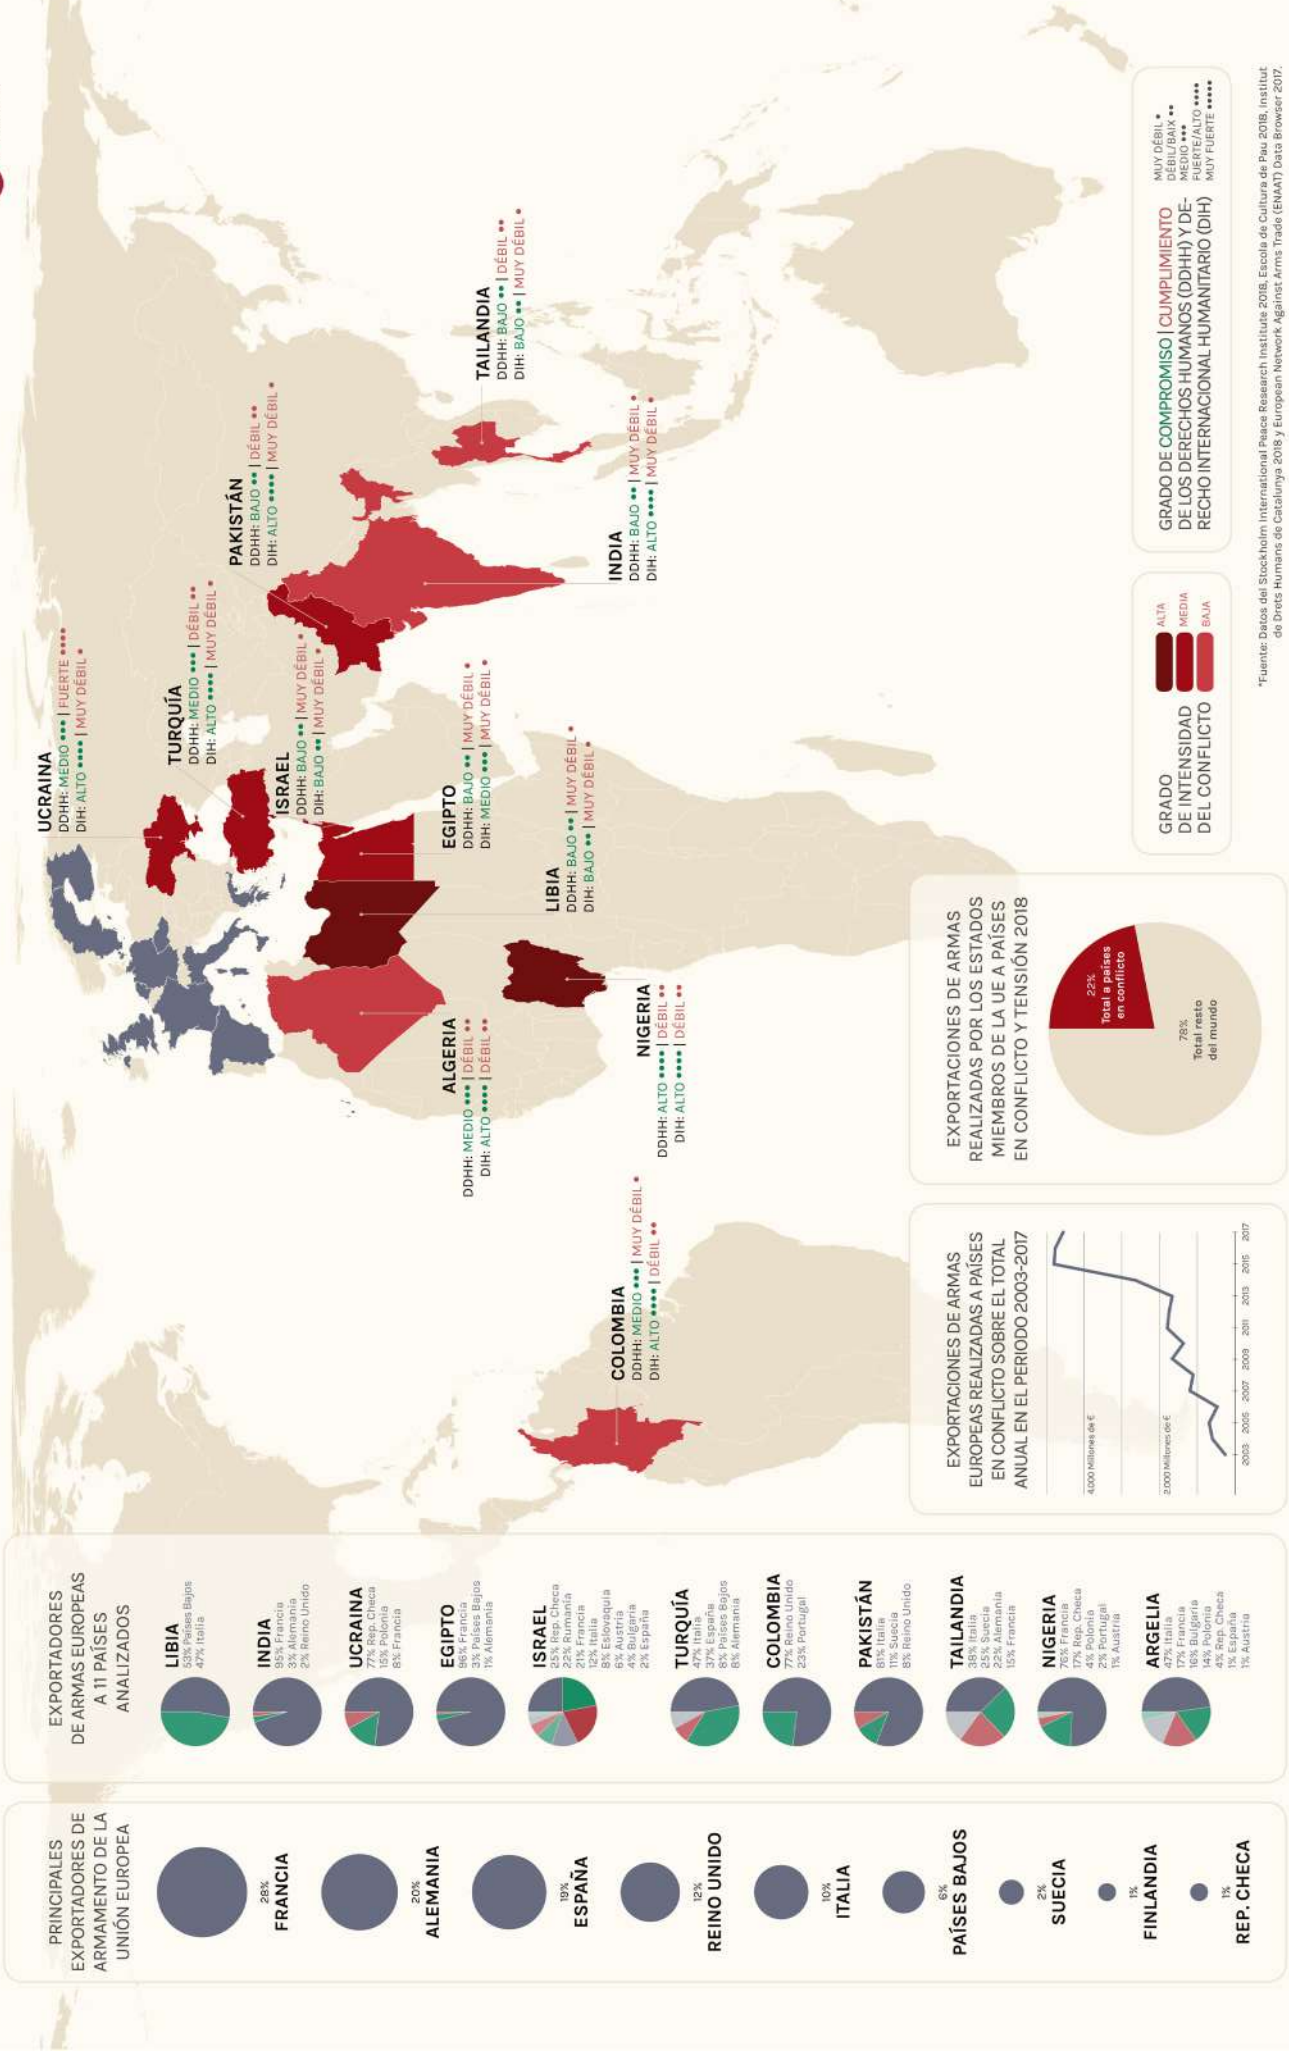 PRINCIPALES
EXPORTADORES DE
ARMAMENTO DE LA
UNIÓN EUROPEA
28%
FRANCIA
20%
ALEMANIA
19%
ESPAÑA
12%
REINO UNIDO
10%
ITALIA
6%
PAÍSES BAJOS
2%
SUECIA
1%
FINLANDIA
1%
REP. CHECA
EXPORTADORES
DE ARMAS EUROPEAS
A 11 PAÍSES
ANALIZADOS
LIBIA
53% Países Bajos
47% Italia
INDIA
95% Francia
3% Alemania
2% Reino Unido
UCRAINA
77% Rep. Checa
15% Polonia
8% Francia
EGIPTO
96% Francia
3% Países Bajos
1% Alemania
ISRAEL
25% Rep. Checa
22% Rumanía
21% Francia
12% Italia
8% Eslovaquia
6% Austria
4% Bulgaria
2% España
TURQUÍA
47% Italia
37% España
8% Países Bajos
8% Alemania
COLOMBIA
77% Reino Unido
23% Portugal
PAKISTÁN
81% Italia
11% Suecia
8% Reino Unido
TAILANDIA
38% Italia
25% Suecia
22% Alemania
15% Francia
NIGERIA
76% Francia
17% Rep. Checa
4% Polonia
2% Portugal
1% Austria
ARGELIA
47% Italia
17% Francia
16% Bulgaria
14% Polonia
4% Rep. Checa
1% España
1% Austria
UCRAINA
DDHH: MEDIO ••• | FUERTE ••••
DIH: ALTO •••• | MUY DÉBIL •
TURQUÍA
DDHH: MEDIO ••• | DÉBIL ••
DIH: ALTO •••• | MUY DÉBIL •
PAKISTÁN
DDHH: BAJO •• | DÉBIL ••
DIH: ALTO •••• | MUY DÉBIL •
ISRAEL
DDHH: BAJO •• | MUY DÉBIL •
DIH: BAJO •• | MUY DÉBIL •
EGIPTO
DDHH: BAJO •• | MUY DÉBIL •
DIH: MEDIO ••• | MUY DÉBIL •
TAILANDIA
DDHH: BAJO •• | DÉBIL ••
DIH: BAJO •• | MUY DÉBIL •
INDIA
DDHH: BAJO •• | MUY DÉBIL •
DIH: ALTO •••• | MUY DÉBIL •
LIBIA
DDHH: BAJO •• | MUY DÉBIL •
DIH: BAJO •• | MUY DÉBIL •
ALGERIA
DDHH: MEDIO ••• | DÉBIL ••
DIH: ALTO •••• | DÉBIL ••
NIGERIA
DDHH: ALTO •••• | DÉBIL ••
DIH: ALTO •••• | DÉBIL ••
COLOMBIA
DDHH: MEDIO ••• | MUY DÉBIL •
DIH: ALTO •••• | DÉBIL ••
EXPORTACIONES DE ARMAS
EUROPEAS REALIZADAS A PAÍSES
EN CONFLICTO SOBRE EL TOTAL
ANUAL EN EL PERIODO 2003-2017
4.000 Millones de €
2.000 Millones de €
2003 2005 2007 2009 2011 2013 2015 2017
EXPORTACIONES DE ARMAS
REALIZADAS POR LOS ESTADOS
MIEMBROS DE LA UE A PAÍSES
EN CONFLICTO Y TENSIÓN 2018
22%
Total a países
en conflicto
78%
Total resto
del mundo
GRADO
DE INTENSIDAD
DEL CONFLICTO
ALTA
MEDIA
BAJA
GRADO DE COMPROMISO | CUMPLIMIENTO
DE LOS DERECHOS HUMANOS (DDHH) Y DE-
RECHO INTERNACIONAL HUMANITARIO (DIH)
MUY DÉBIL •
DÉBIL/BAIX ••
MEDIO •••
FUERTE/ALTO ••••
MUY FUERTE •••••
*Fuente: Datos del Stockholm International Peace Research Institute 2018, Escola de Cultura de Pau 2018, Institut
de Drets Humans de Catalunya 2018 y European Network Against Arms Trade (ENAAT) Data Browser 2017.